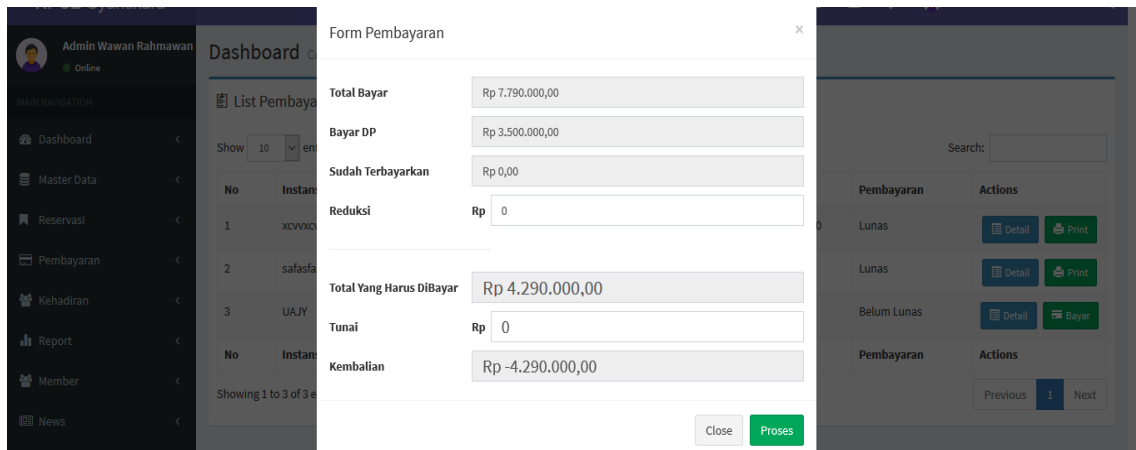 Form Pembayaran ×
Admin Wawan Rahmawan
Online
Dashboard
MAIN NAVIGATION
Dashboard
Master Data
Reservasi
Pembayaran
Kehadiran
Report
Member
News
List Pembaya
Show 10 en
Search:
No Instan Pembayaran Actions
1 Lunas Detail Print
2 safasfa Lunas Detail Print
3 UAJY Belum Lunas Detail Bayar
No Instan Pembayaran Actions
Showing 1 to 3 of 3 e
Previous 1 Next
Total Bayar Rp 7.790.000,00
Bayar DP Rp 3.500.000,00
Sudah Terbayarkan Rp 0,00
Reduksi Rp 0
Total Yang Harus DiBayar Rp 4.290.000,00
Tunai Rp 0
Kembalian Rp -4.290.000,00
Close Proses